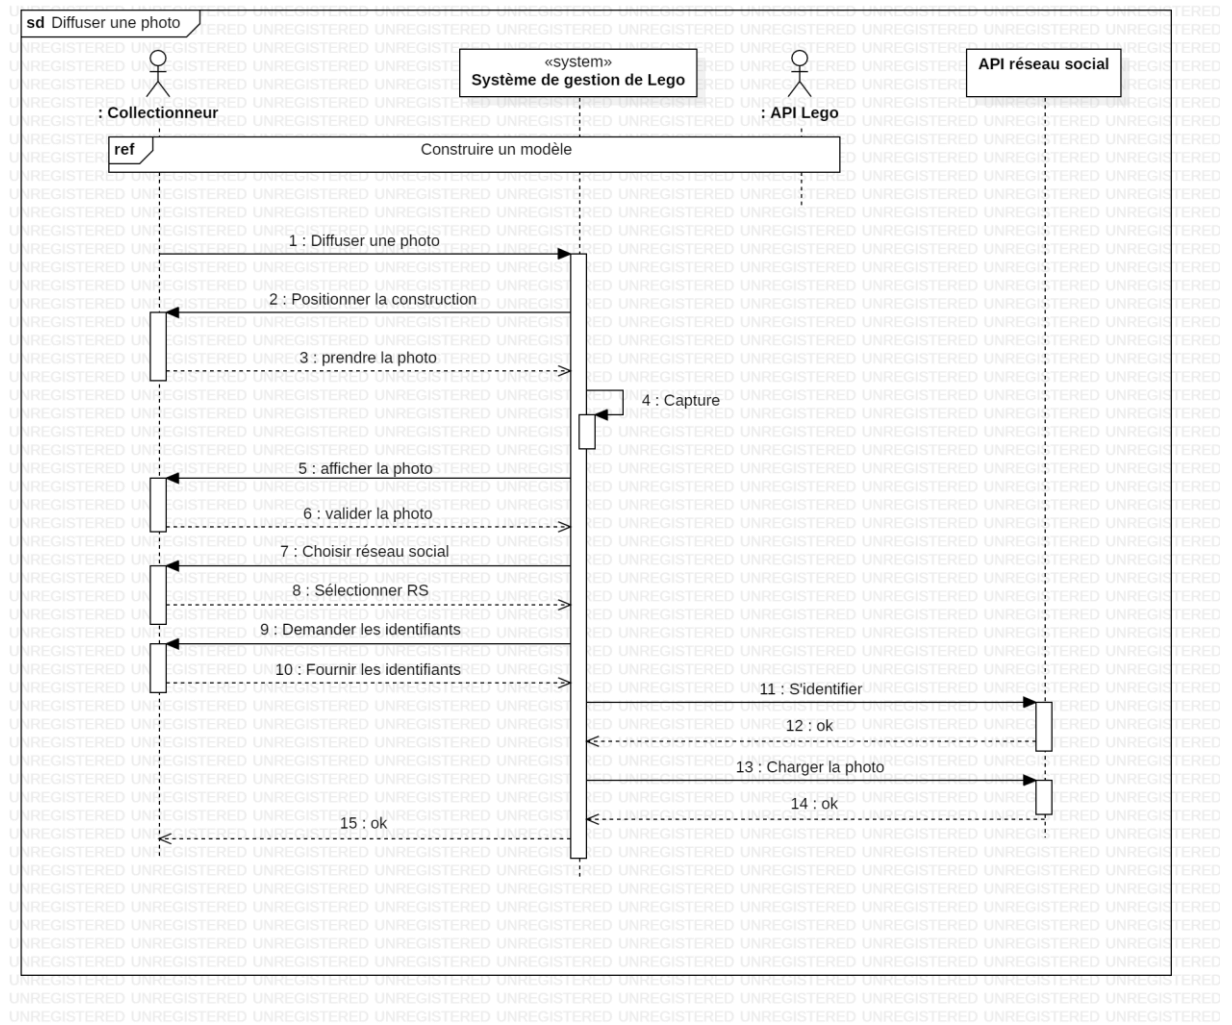 sd Diffuser une photo
«system»
Système de gestion de Lego
API réseau social
: Collectionneur
: API Lego
ref
Construire un modèle
1 : Diffuser une photo
2 : Positionner la construction
3 : prendre la photo
4 : Capture
5 : afficher la photo
6 : valider la photo
7 : Choisir réseau social
8 : Sélectionner RS
9 : Demander les identifiants
10 : Fournir les identifiants
11 : S'identifier
12 : ok
13 : Charger la photo
14 : ok
15 : ok
UNREGISTERED